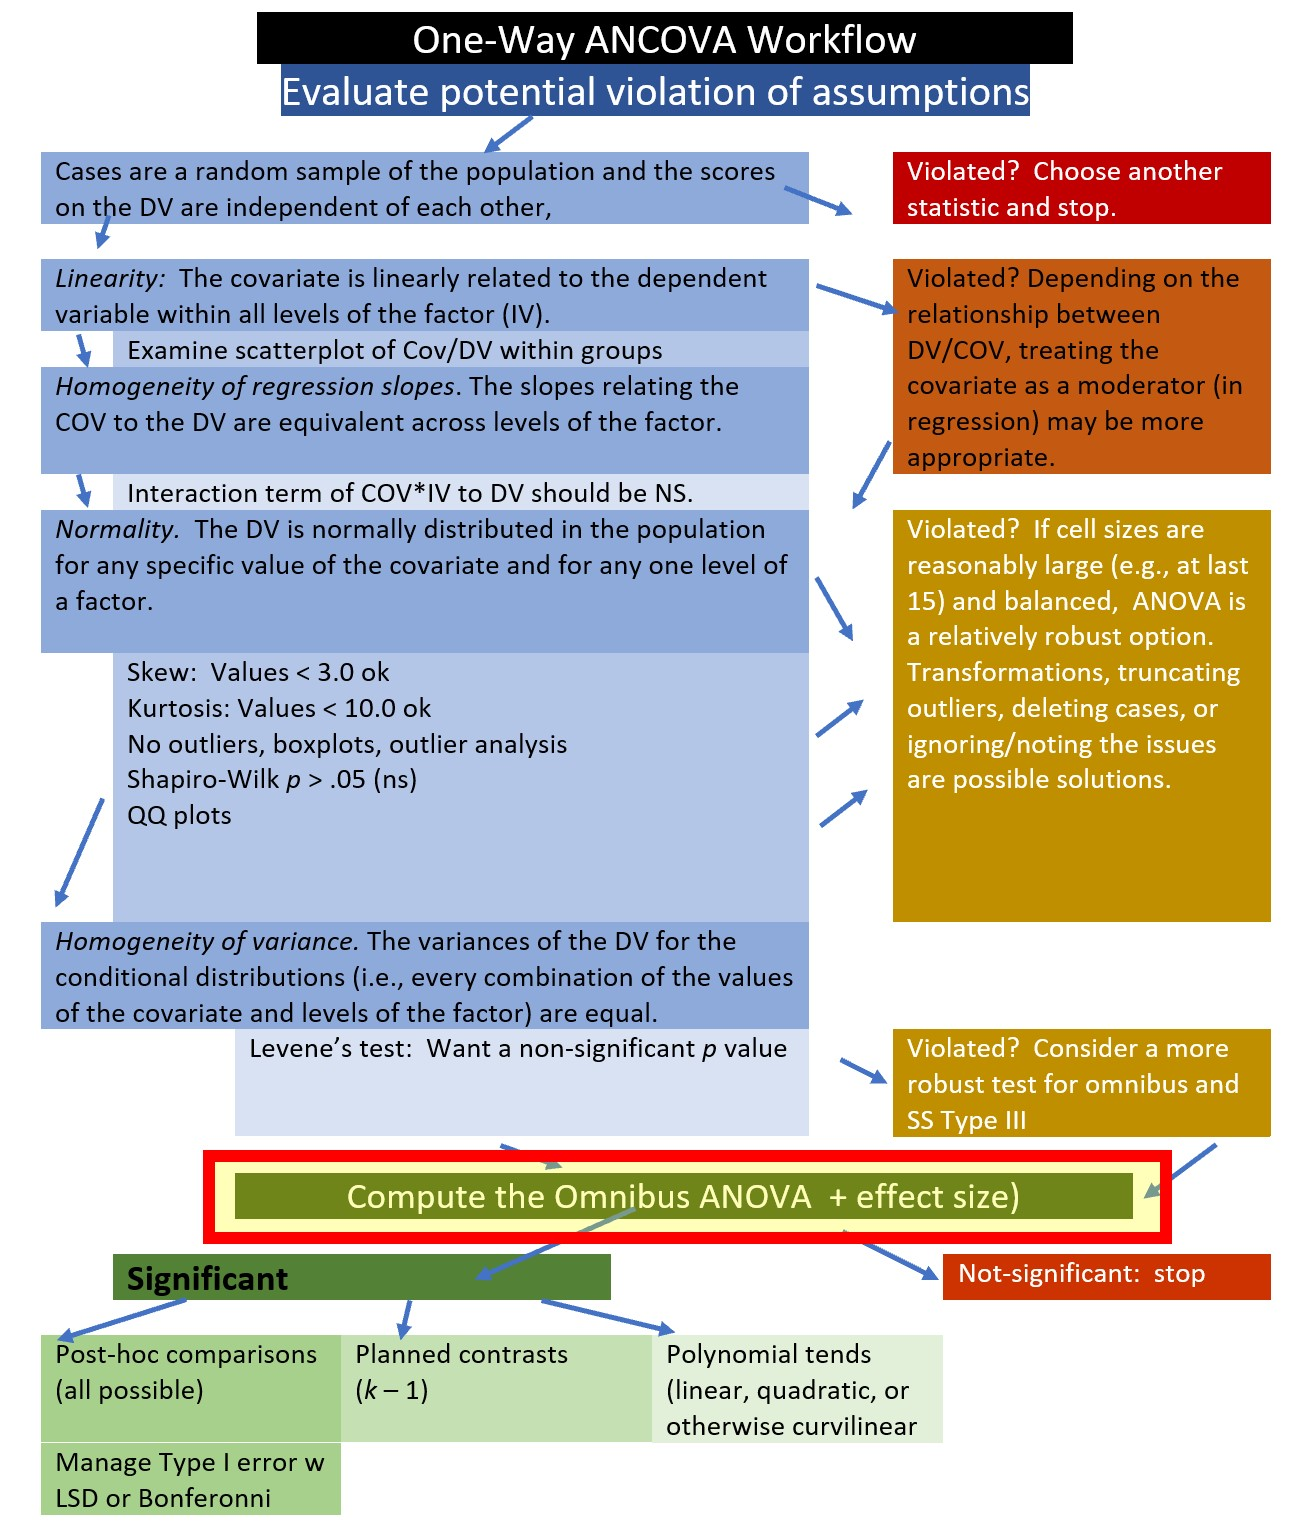 One-Way ANCOVA Workflow
Evaluate potential violation of assumptions
Cases are a random sample of the population and the scores
on the DV are independent of each other,
Violated?  Choose another
statistic and stop.
Linearity:  The covariate is linearly related to the dependent
variable within all levels of the factor (IV).
Examine scatterplot of Cov/DV within groups
Violated? Depending on the
relationship between
DV/COV, treating the
covariate as a moderator (in
regression) may be more
appropriate.
Homogeneity of regression slopes. The slopes relating the
COV to the DV are equivalent across levels of the factor.
Interaction term of COV*IV to DV should be NS.
Normality.  The DV is normally distributed in the population
for any specific value of the covariate and for any one level of
a factor.
Violated?  If cell sizes are
reasonably large (e.g., at last
15) and balanced,  ANOVA is
a relatively robust option.
Transformations, truncating
outliers, deleting cases, or
ignoring/noting the issues
are possible solutions.
Skew:  Values < 3.0 ok
Kurtosis: Values < 10.0 ok
No outliers, boxplots, outlier analysis
Shapiro-Wilk p > .05 (ns)
QQ plots
Homogeneity of variance. The variances of the DV for the
conditional distributions (i.e., every combination of the values
of the covariate and levels of the factor) are equal.
Levene’s test:  Want a non-significant p value
Violated?  Consider a more
robust test for omnibus and
SS Type III
Compute the Omnibus ANOVA  + effect size)
Significant
Not-significant:  stop
Post-hoc comparisons
(all possible)
Planned contrasts
(k – 1)
Polynomial tends
(linear, quadratic, or
otherwise curvilinear
Manage Type I error w
LSD or Bonferonni